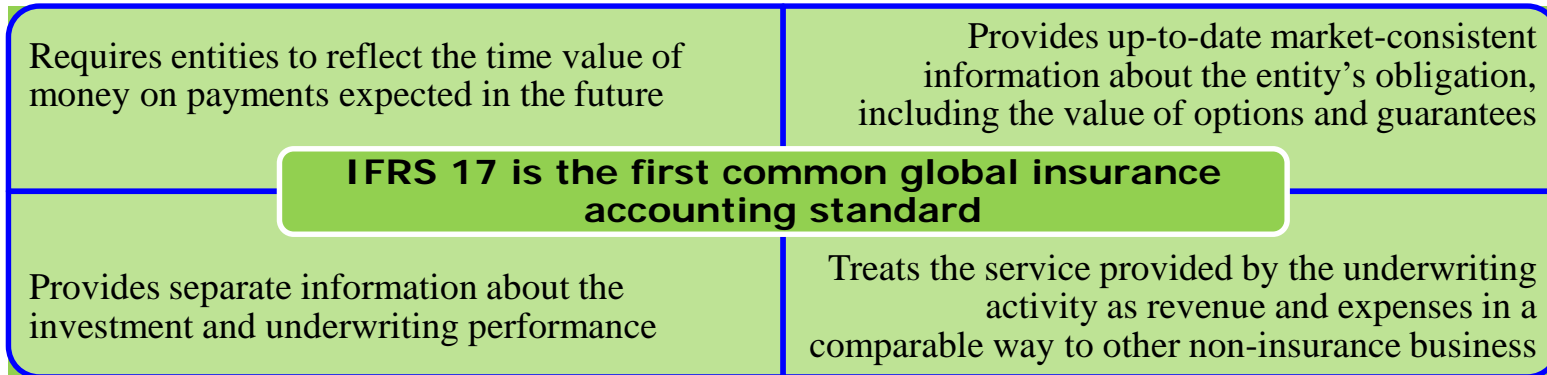 Requires entities to reflect the time value of
money on payments expected in the future
Provides up-to-date market-consistent
information about the entity’s obligation,
including the value of options and guarantees
IFRS 17 is the first common global insurance
accounting standard
Provides separate information about the
investment and underwriting performance
Treats the service provided by the underwriting
activity as revenue and expenses in a
comparable way to other non-insurance business